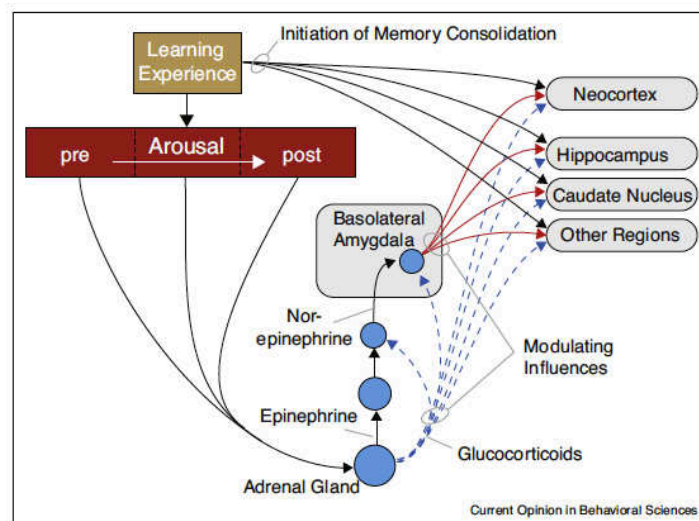 Initiation of Memory Consolidation
Learning
Experience
pre
Arousal
post
Neocortex
Hippocampus
Caudate Nucleus
Other Regions
Basolateral
Amygdala
Nor-
epinephrine
Modulating
Influences
Epinephrine
Glucocorticoids
Adrenal Gland
Current Opinion in Behavioral Sciences